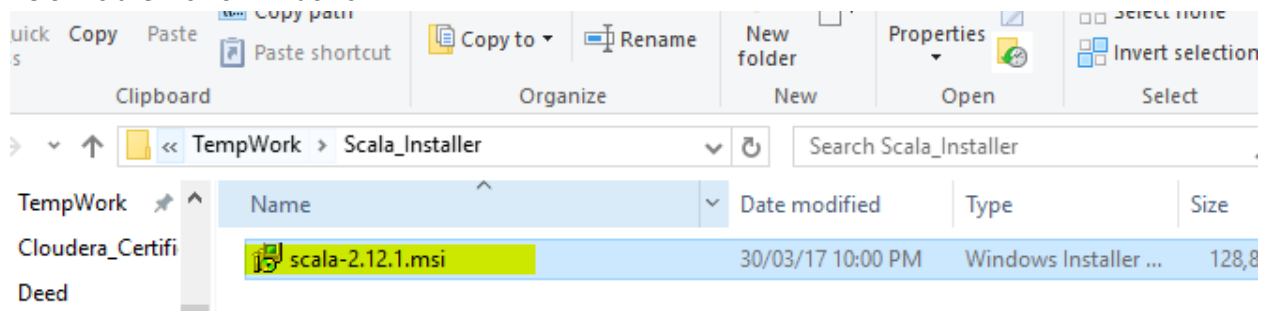 Copy path
uick Copy Paste
Paste shortcut
Copy to
Rename
New folder
Properties
Select none
Invert selection
Clipboard Organize New Open Select
« TempWork > Scala_Installer
Search Scala_Installer
TempWork
Name Date modified Type Size
Cloudera_Certifi
scala-2.12.1.msi 30/03/17 10:00 PM Windows Installer ... 128,8
Deed